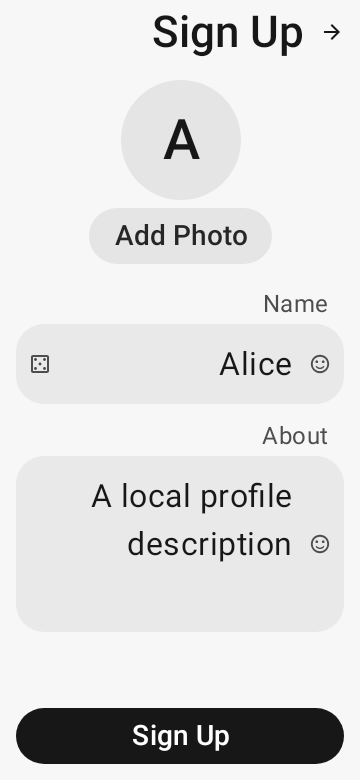 Sign Up
A
Add Photo
Name
Alice
About
A local profile
description
Sign Up